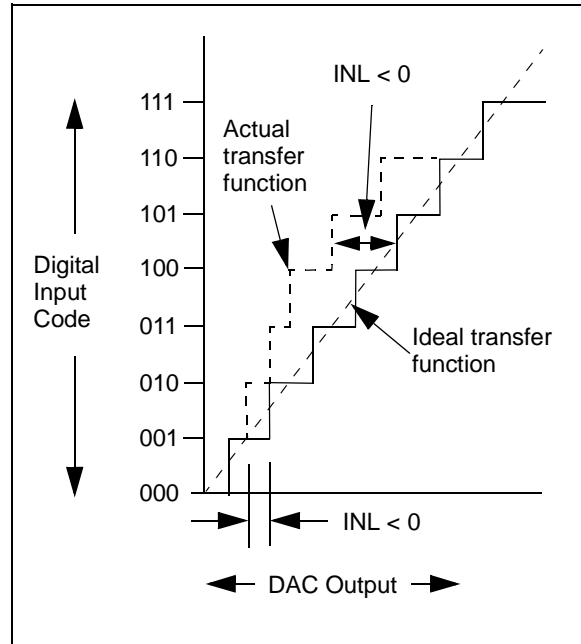 INL < 0
111
Actual
transfer
function
110
101
100
Digital
Input
Code
011
Ideal transfer
function
010
001
000
INL < 0
DAC Output